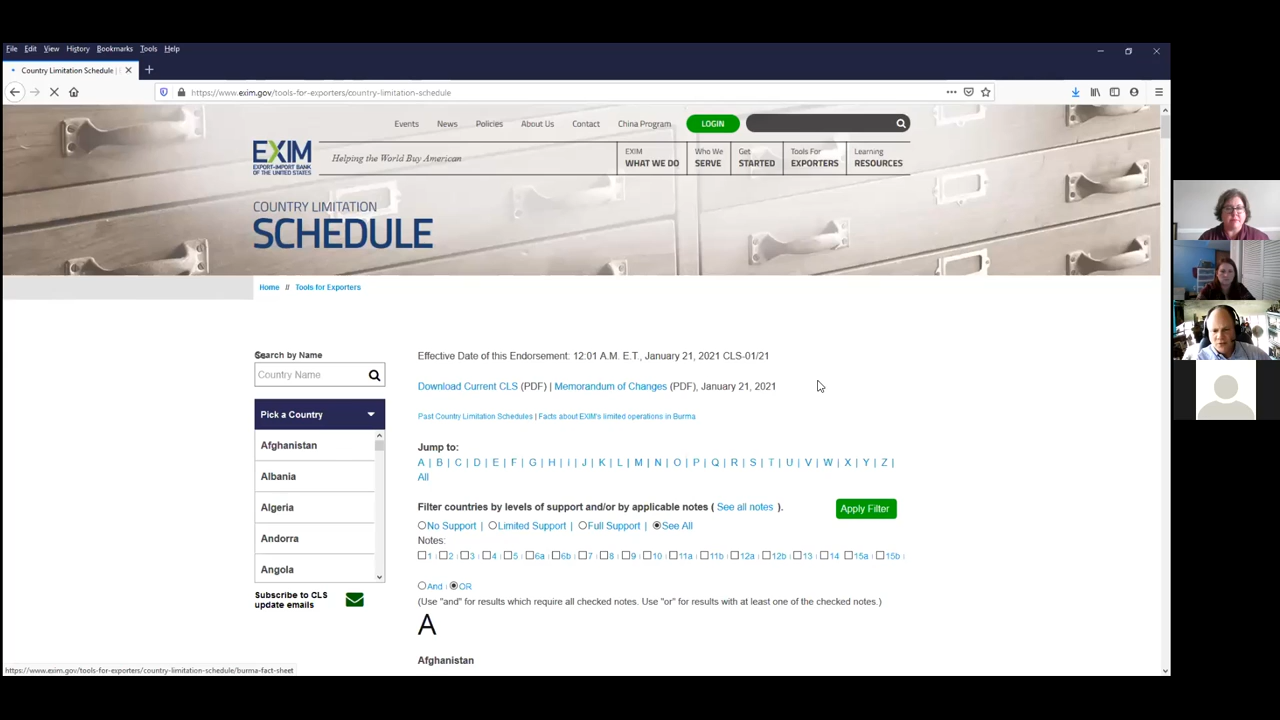 File Edit View History Bookmarks Tools Help
Country Limitation Schedule |
https://www.exim.gov/tools-for-exporters/country-limitation-schedule
Events News Policies About Us Contact China Program LOGIN
EXIM
EXPORT-IMPORT BANK
OF THE UNITED STATES
Helping the World Buy American
EXIM
WHAT WE DO
Who We
SERVE
Get
STARTED
Tools For
EXPORTERS
Learning
RESOURCES
COUNTRY LIMITATION
SCHEDULE
Home // Tools for Exporters
Search by Name
Country Name
Pick a Country
Afghanistan
Albania
Algeria
Andorra
Angola
Subscribe to CLS
update emails
Effective Date of this Endorsement: 12:01 A.M. E.T., January 21, 2021 CLS-01/21
Download Current CLS (PDF) | Memorandum of Changes (PDF), January 21, 2021
Past Country Limitation Schedules | Facts about EXIM's limited operations in Burma
Jump to:
A | B | C | D | E | F | G | H | I | J | K | L | M | N | O | P | Q | R | S | T | U | V | W | X | Y | Z |
All
Filter countries by levels of support and/or by applicable notes ( See all notes ).
Apply Filter
No Support | Limited Support | Full Support | See All
Notes:
1 | 2 | 3 | 4 | 5 | 6a | 6b | 7 | 8 | 9 | 10 | 11a | 11b | 12a | 12b | 13 | 14 | 15a | 15b |
And | OR
(Use "and" for results which require all checked notes. Use "or" for results with at least one of the checked notes.)
A
Afghanistan
https://www.exim.gov/tools-for-exporters/country-limitation-schedule/burma-fact-sheet